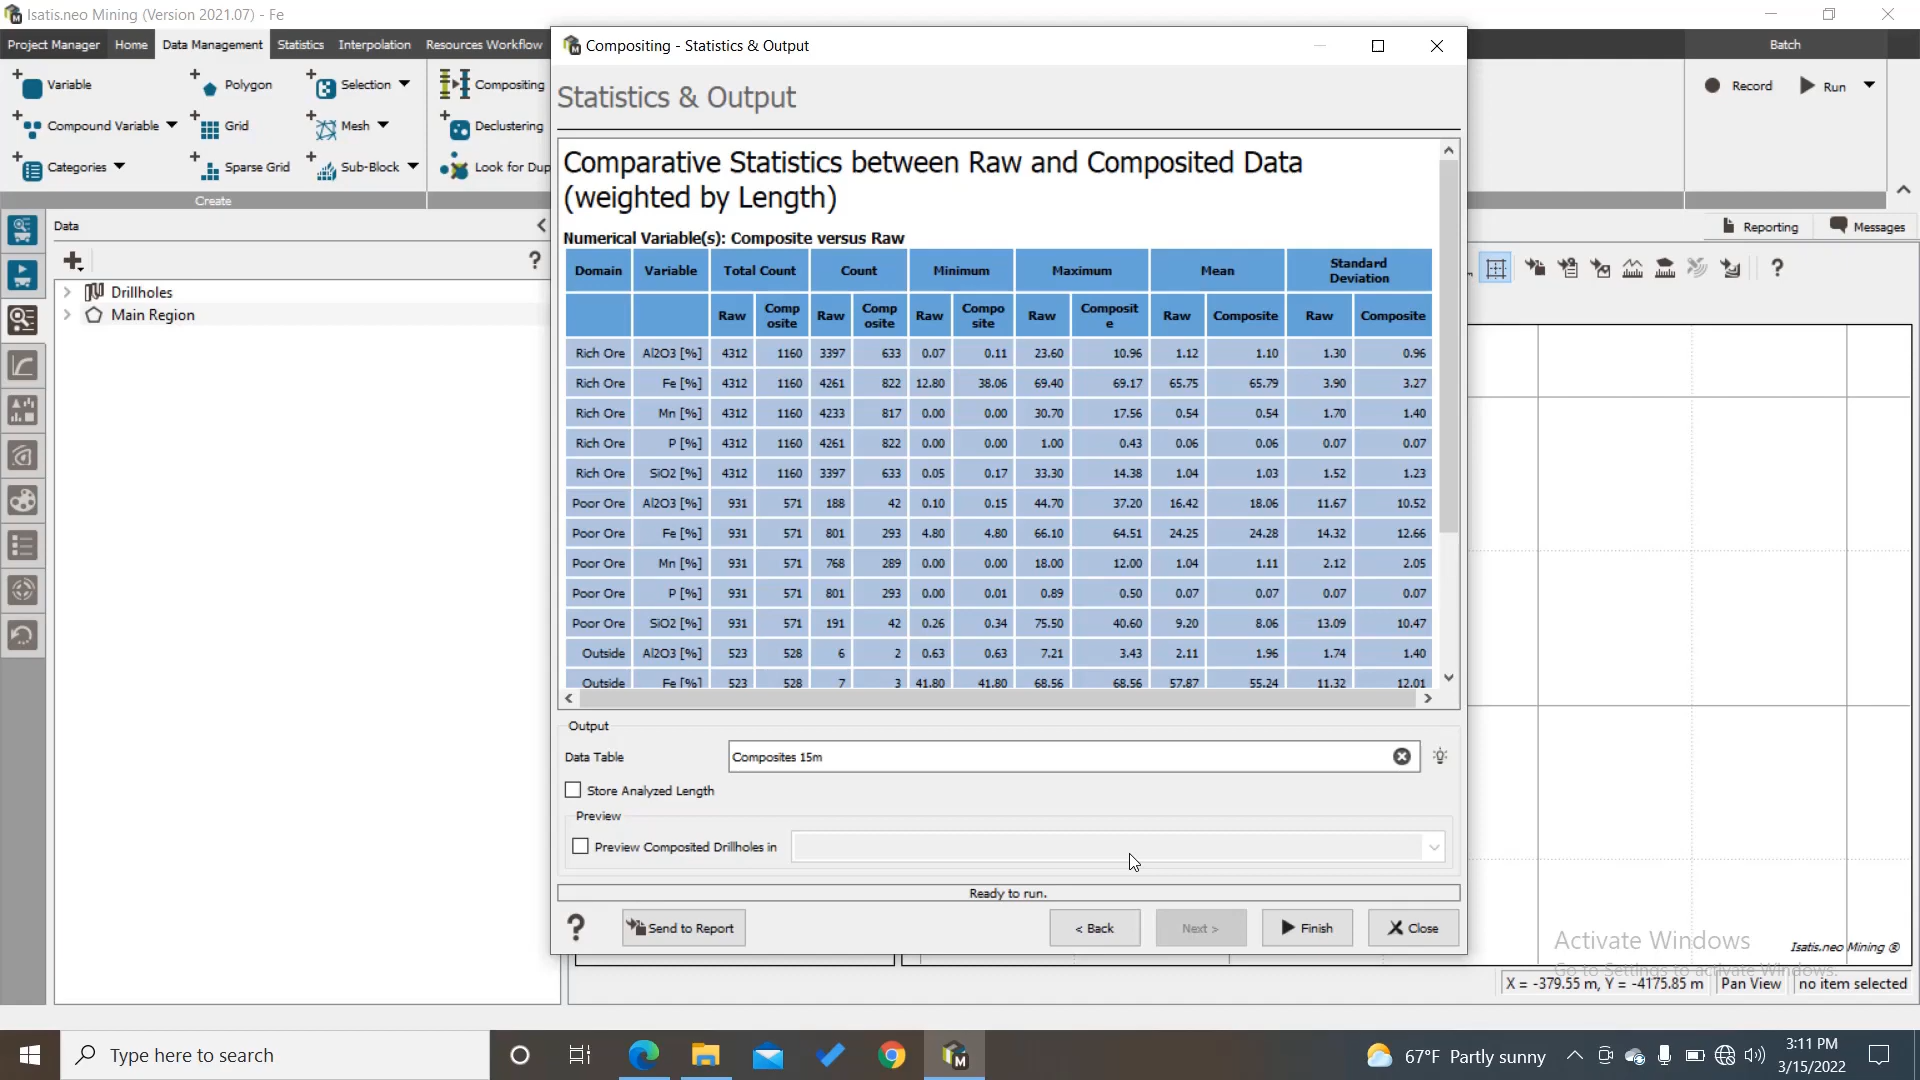 Isatis.neo Mining (Version 2021.07) - Fe
Project Manager Home Data Management Statistics Interpolation Resources Workflow
Batch
Variable Polygon Selection Compositing
Compound Variable Grid Mesh Declustering
Categories Sparse Grid Sub-Block Look for Dup
Create
Record Run
Reporting Messages
Data
Drillholes
Main Region
Compositing - Statistics & Output
Statistics & Output
Comparative Statistics between Raw and Composited Data
(weighted by Length)
Numerical Variable(s): Composite versus Raw
Domain Variable Total Count Count Minimum Maximum Mean Standard Deviation
Raw Comp osite Raw Comp osite Raw Compo site Raw Composit e Raw Composite Raw Composite
Rich Ore Al2O3 [%] 4312 1160 3397 633 0.07 0.11 23.60 10.96 1.12 1.10 1.30 0.96
Rich Ore Fe [%] 4312 1160 4261 822 12.80 38.06 69.40 69.17 65.75 65.79 3.90 3.27
Rich Ore Mn [%] 4312 1160 4233 817 0.00 0.00 30.70 17.56 0.54 0.54 1.70 1.40
Rich Ore P [%] 4312 1160 4261 822 0.00 0.00 1.00 0.43 0.06 0.06 0.07 0.07
Rich Ore SiO2 [%] 4312 1160 3397 633 0.05 0.17 33.30 14.38 1.04 1.03 1.52 1.23
Poor Ore Al2O3 [%] 931 571 188 42 0.10 0.15 44.70 37.20 16.42 18.06 11.67 10.52
Poor Ore Fe [%] 931 571 801 293 4.80 4.80 66.10 64.51 24.25 24.28 14.32 12.66
Poor Ore Mn [%] 931 571 768 289 0.00 0.00 18.00 12.00 1.04 1.11 2.12 2.05
Poor Ore P [%] 931 571 801 293 0.00 0.01 0.89 0.50 0.07 0.07 0.07 0.07
Poor Ore SiO2 [%] 931 571 191 42 0.26 0.34 75.50 40.60 9.20 8.06 13.09 10.47
Outside Al2O3 [%] 523 528 6 2 0.63 0.63 7.21 3.43 2.11 1.96 1.74 1.40
Outside Fe [%] 523 528 7 3 41.80 41.80 68.56 68.56 57.87 55.24 11.32 12.01
Output
Data Table Composites 15m
Store Analyzed Length
Preview
Preview Composited Drillholes in
Ready to run.
? Send to Report < Back Next > Finish Close
Activate Windows
Go to Settings to activate Windows.
Isatis.neo Mining ®
X = -379.55 m, Y = -4175.85 m Pan View no item selected
Type here to search
67°F Partly sunny
3:11 PM
3/15/2022